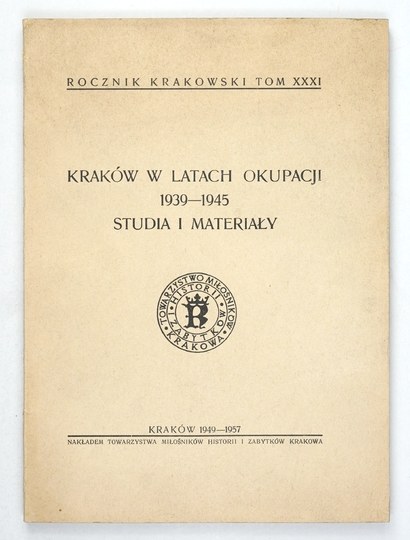 ROCZNIK KRAKOWSKI TOM XXXI
KRAKÓW W LATACH OKUPACJI
1939—1945
STUDIA I MATERIAŁY
TOWARZYSTWO MIŁOŚNIKÓW
HISTORII
I ZABYTKÓW
KRAKOWA
KRAKÓW 1949—1957
NAKŁADEM TOWARZYSTWA MIŁOŚNIKÓW HISTORII I ZABYTKÓW KRAKOWA